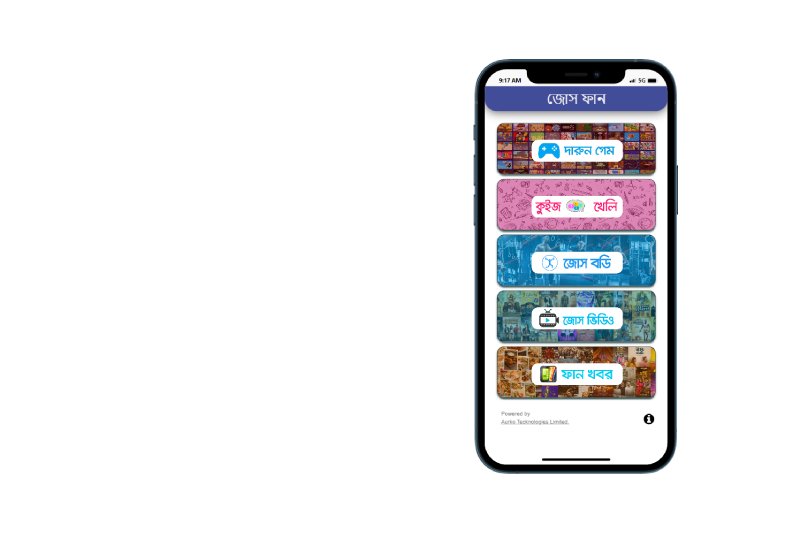 9:17 AM 5G
জোস ফান
দারুন গেম
কুইজ খেলি
জোস বডি
জোস ভিডিও
ফান খবর
Powered by
Aurko Technologies Limited.